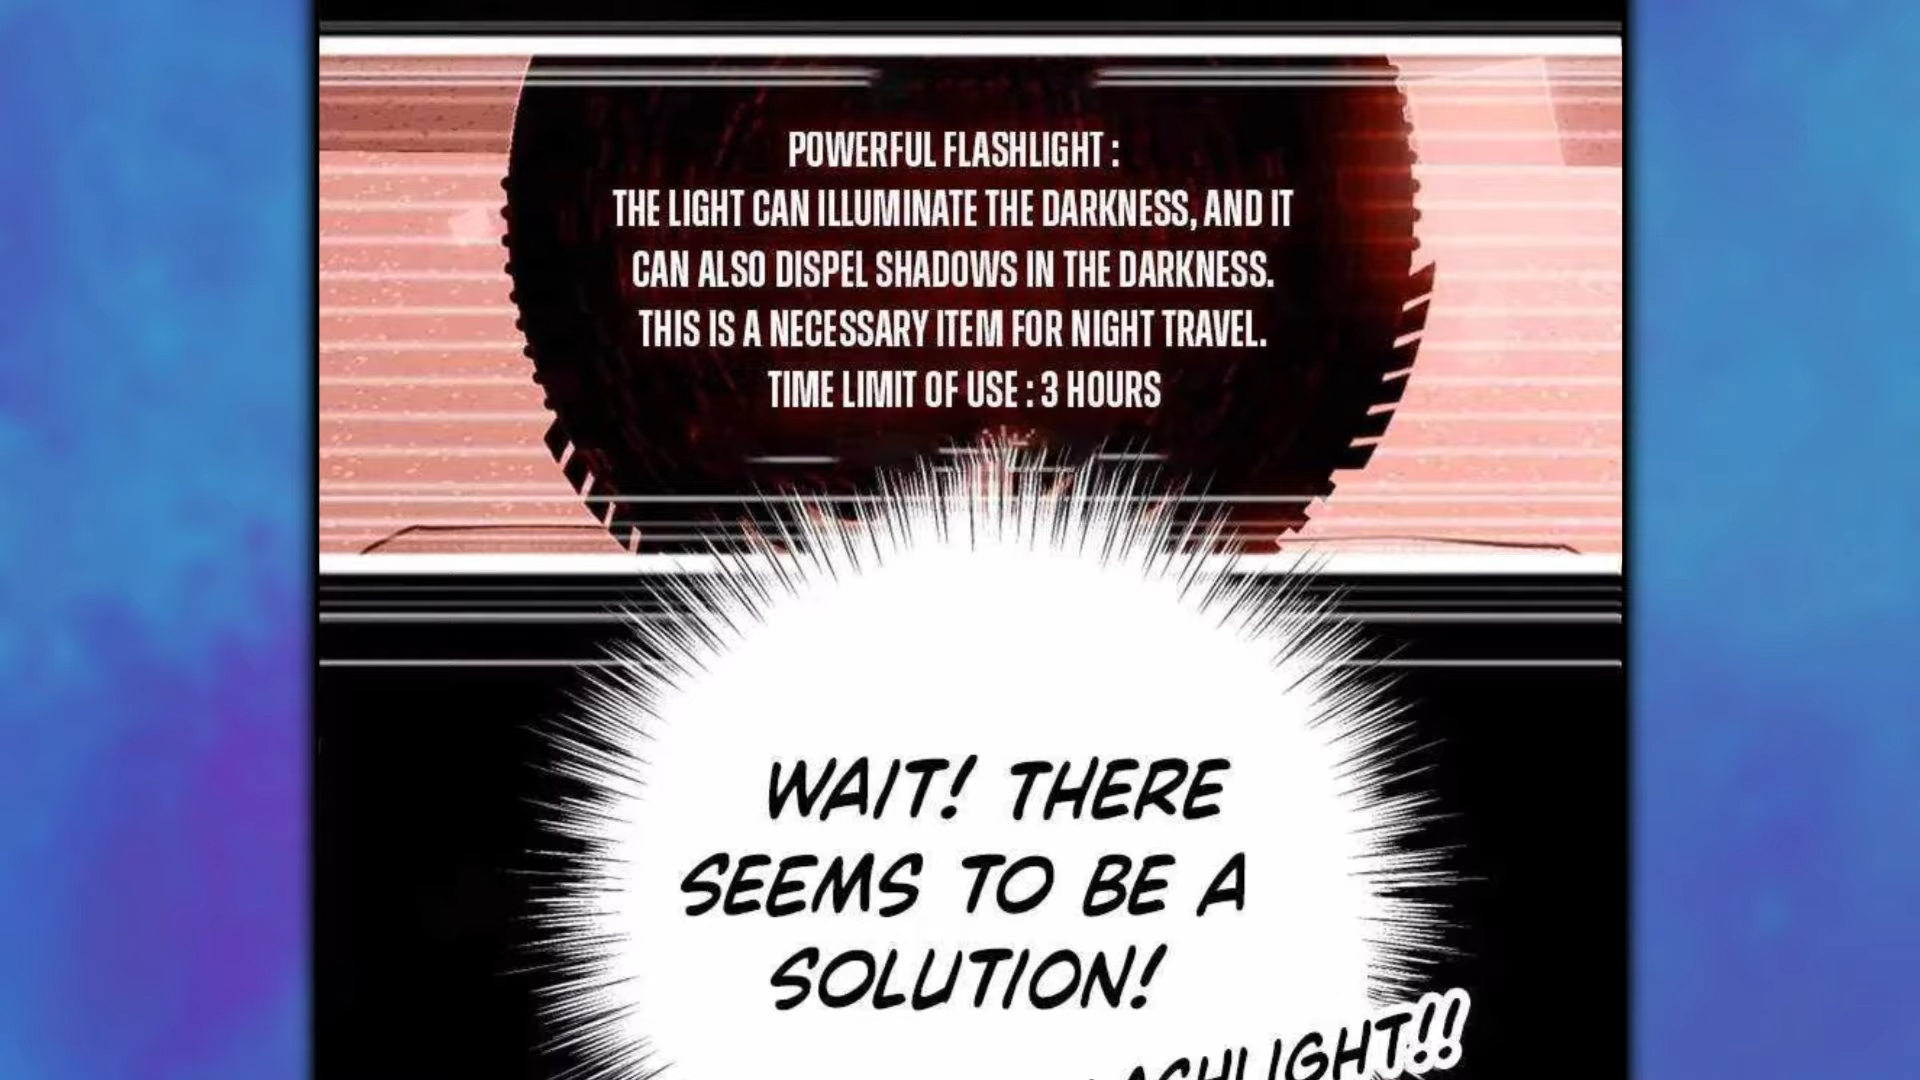 POWERFUL FLASHLIGHT :
THE LIGHT CAN ILLUMINATE THE DARKNESS, AND IT
CAN ALSO DISPEL SHADOWS IN THE DARKNESS.
THIS IS A NECESSARY ITEM FOR NIGHT TRAVEL.
TIME LIMIT OF USE : 3 HOURS
WAIT! THERE
SEEMS TO BE A
SOLUTION!